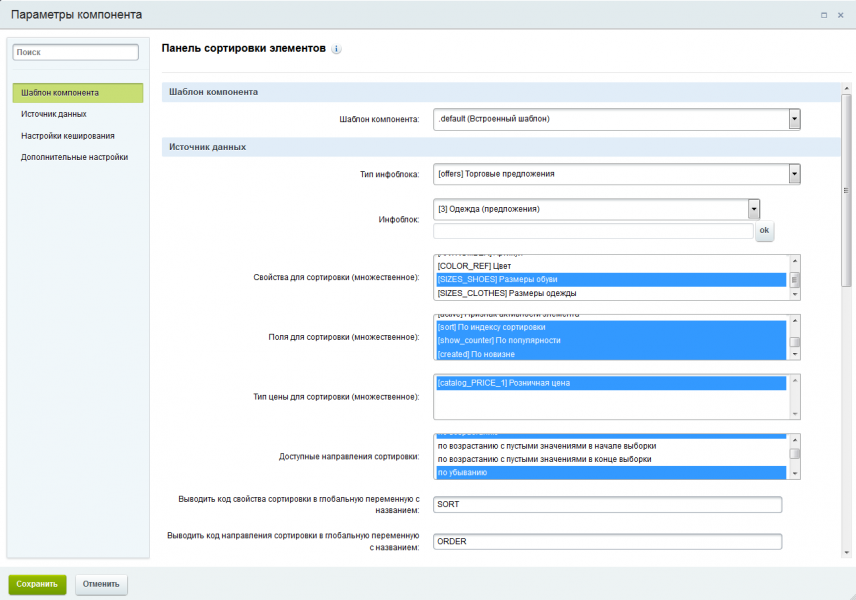 Параметры компонента
Поиск
Шаблон компонента
Источник данных
Настройки кеширования
Дополнительные настройки
Панель сортировки элементов
Шаблон компонента
Шаблон компонента:
.default (Встроенный шаблон)
Источник данных
Тип инфоблока:
[offers] Торговые предложения
Инфоблок:
[3] Одежда (предложения)
ok
Свойства для сортировки (множественное):
[COLOR_REF] Цвет
[SIZES_SHOES] Размеры обуви
[SIZES_CLOTHES] Размеры одежды
Поля для сортировки (множественное):
[active] Признак активности элемента
[sort] По индексу сортировки
[show_counter] По популярности
[created] По новизне
Тип цены для сортировки (множественное):
[catalog_PRICE_1] Розничная цена
Доступные направления сортировки:
по возрастанию с пустыми значениями в начале выборки
по возрастанию с пустыми значениями в конце выборки
по убыванию
Выводить код свойства сортировки в глобальную переменную с
названием:
SORT
Выводить код направления сортировки в глобальную переменную
с названием:
ORDER
Сохранить
Отменить